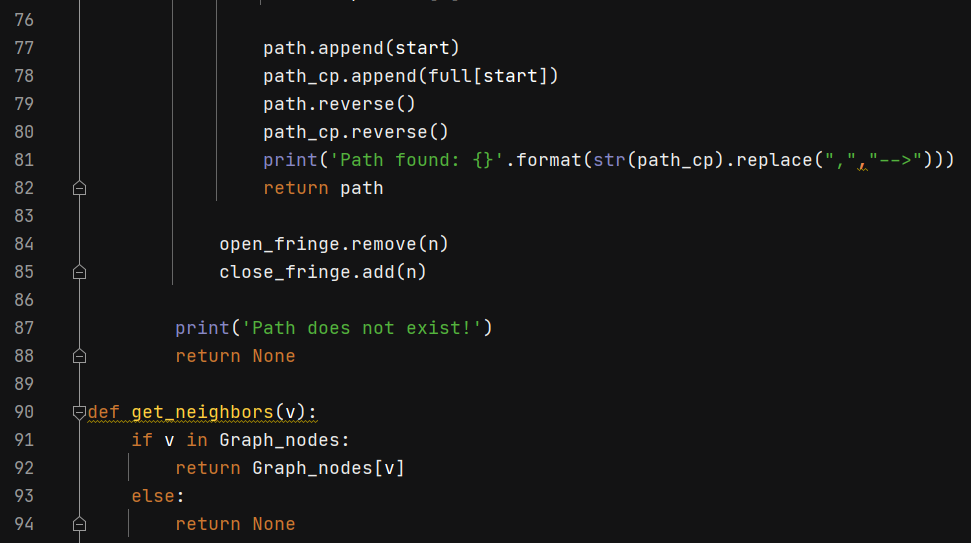 76
77 path.append(start)
78 path_cp.append(full[start])
79 path.reverse()
80 path_cp.reverse()
81 print('Path found: {}'.format(str(path_cp).replace(",","-->")))
82 return path
83
84 open_fringe.remove(n)
85 close_fringe.add(n)
86
87 print('Path does not exist!')
88 return None
89
90 def get_neighbors(v):
91 if v in Graph_nodes:
92 return Graph_nodes[v]
93 else:
94 return None